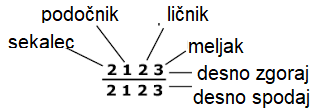 podočnik ličnik
sekalec meljak
2 1 2 3 desno zgoraj
2 1 2 3 desno spodaj